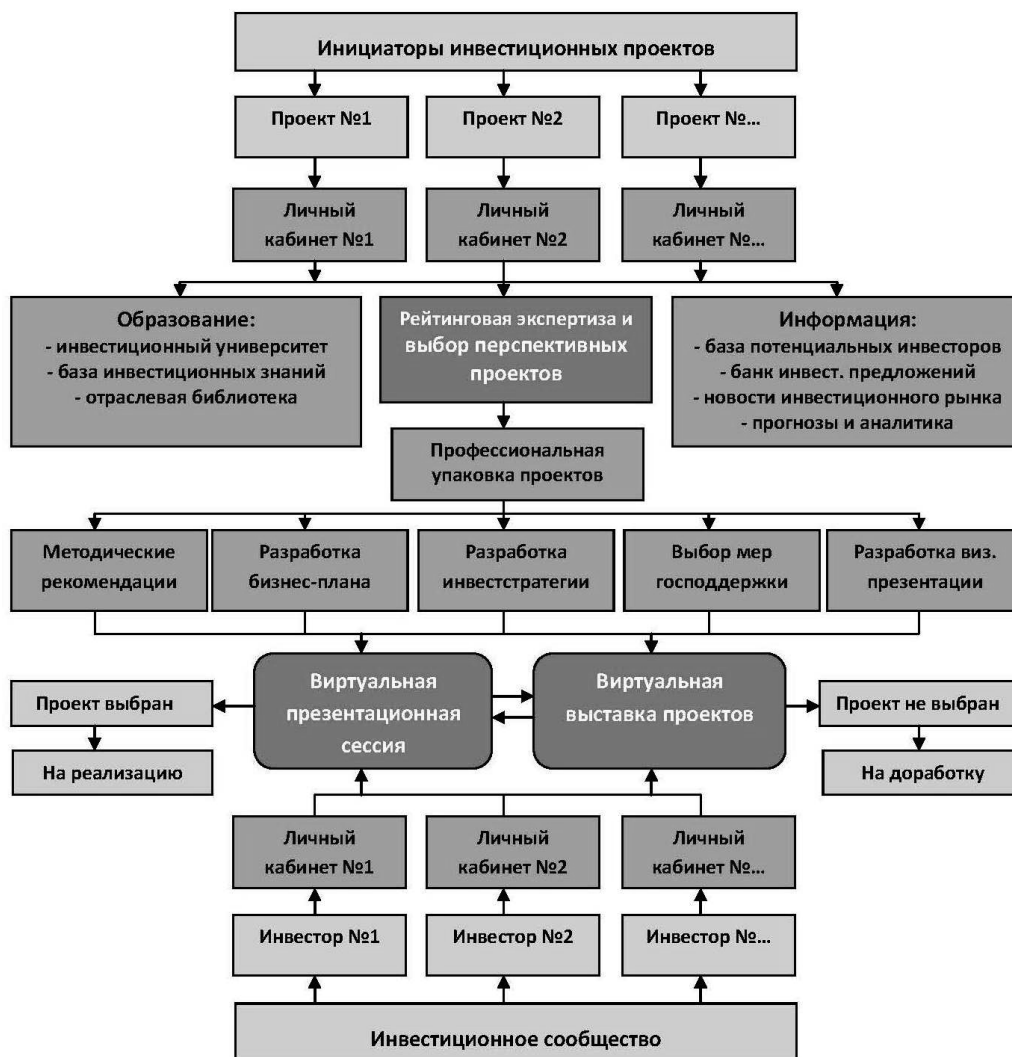 Инициаторы инвестиционных проектов
Проект №1
Проект №2
Проект №...
Личный
кабинет №1
Личный
кабинет №2
Личный
кабинет №...
Образование:
- инвестиционный университет
- база инвестиционных знаний
- отраслевая библиотека
Рейтинговая экспертиза и
выбор перспективных
проектов
Информация:
- база потенциальных инвесторов
- банк инвест. предложений
- новости инвестиционного рынка
- прогнозы и аналитика
Профессиональная
упаковка проектов
Методические
рекомендации
Разработка
бизнес-плана
Разработка
инвестстратегии
Выбор мер
господдержки
Разработка виз.
презентации
Проект выбран
На реализацию
Виртуальная
презентационная
сессия
Виртуальная
выставка проектов
Проект не выбран
На доработку
Личный
кабинет №1
Личный
кабинет №2
Личный
кабинет №...
Инвестор №1
Инвестор №2
Инвестор №...
Инвестиционное сообщество